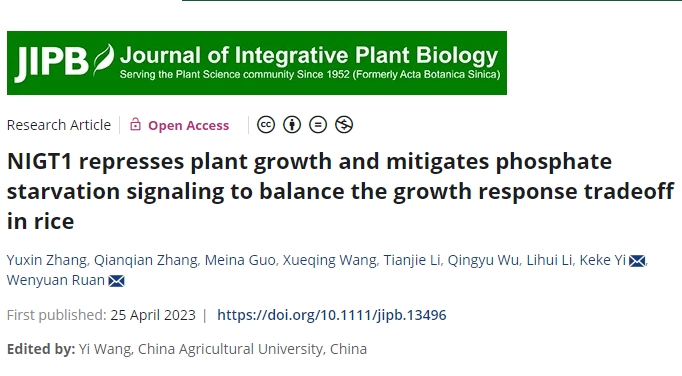 JIPB Journal of Integrative Plant Biology
Serving the Plant Science community Since 1952 (Formerly Acta Botanica Sinica)
Research Article Open Access cc
NIGT1 represses plant growth and mitigates phosphate
starvation signaling to balance the growth response tradeoff
in rice
Yuxin Zhang, Qianqian Zhang, Meina Guo, Xueqing Wang, Tianjie Li, Qingyu Wu, Lihui Li, Keke Yi,
Wenyuan Ruan
First published: 25 April 2023 | https://doi.org/10.1111/jipb.13496
Edited by: Yi Wang, China Agricultural University, China